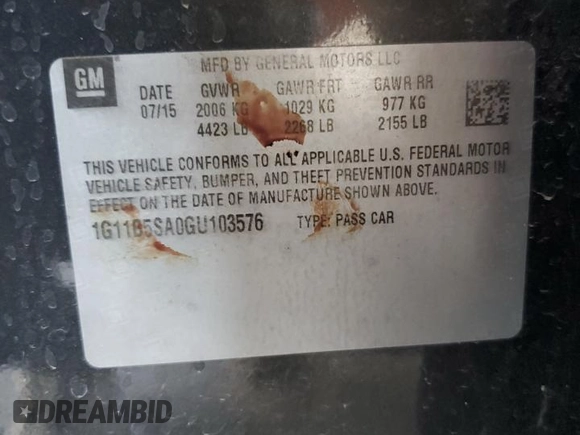 GM
MFD BY GENERAL MOTORS LLC
DATE GVWR GAWR FRT GAWR RR
07/15 2006 KG 1029 KG 977 KG
4423 LB 2268 LB 2155 LB
THIS VEHICLE CONFORMS TO ALL APPLICABLE U.S. FEDERAL MOTOR
VEHICLE SAFETY, BUMPER, AND THEFT PREVENTION STANDARDS IN
EFFECT ON THE DATE OF MANUFACTURE SHOWN ABOVE.
1G11B5SA0GU103576 TYPE: PASS CAR
DREAMBID